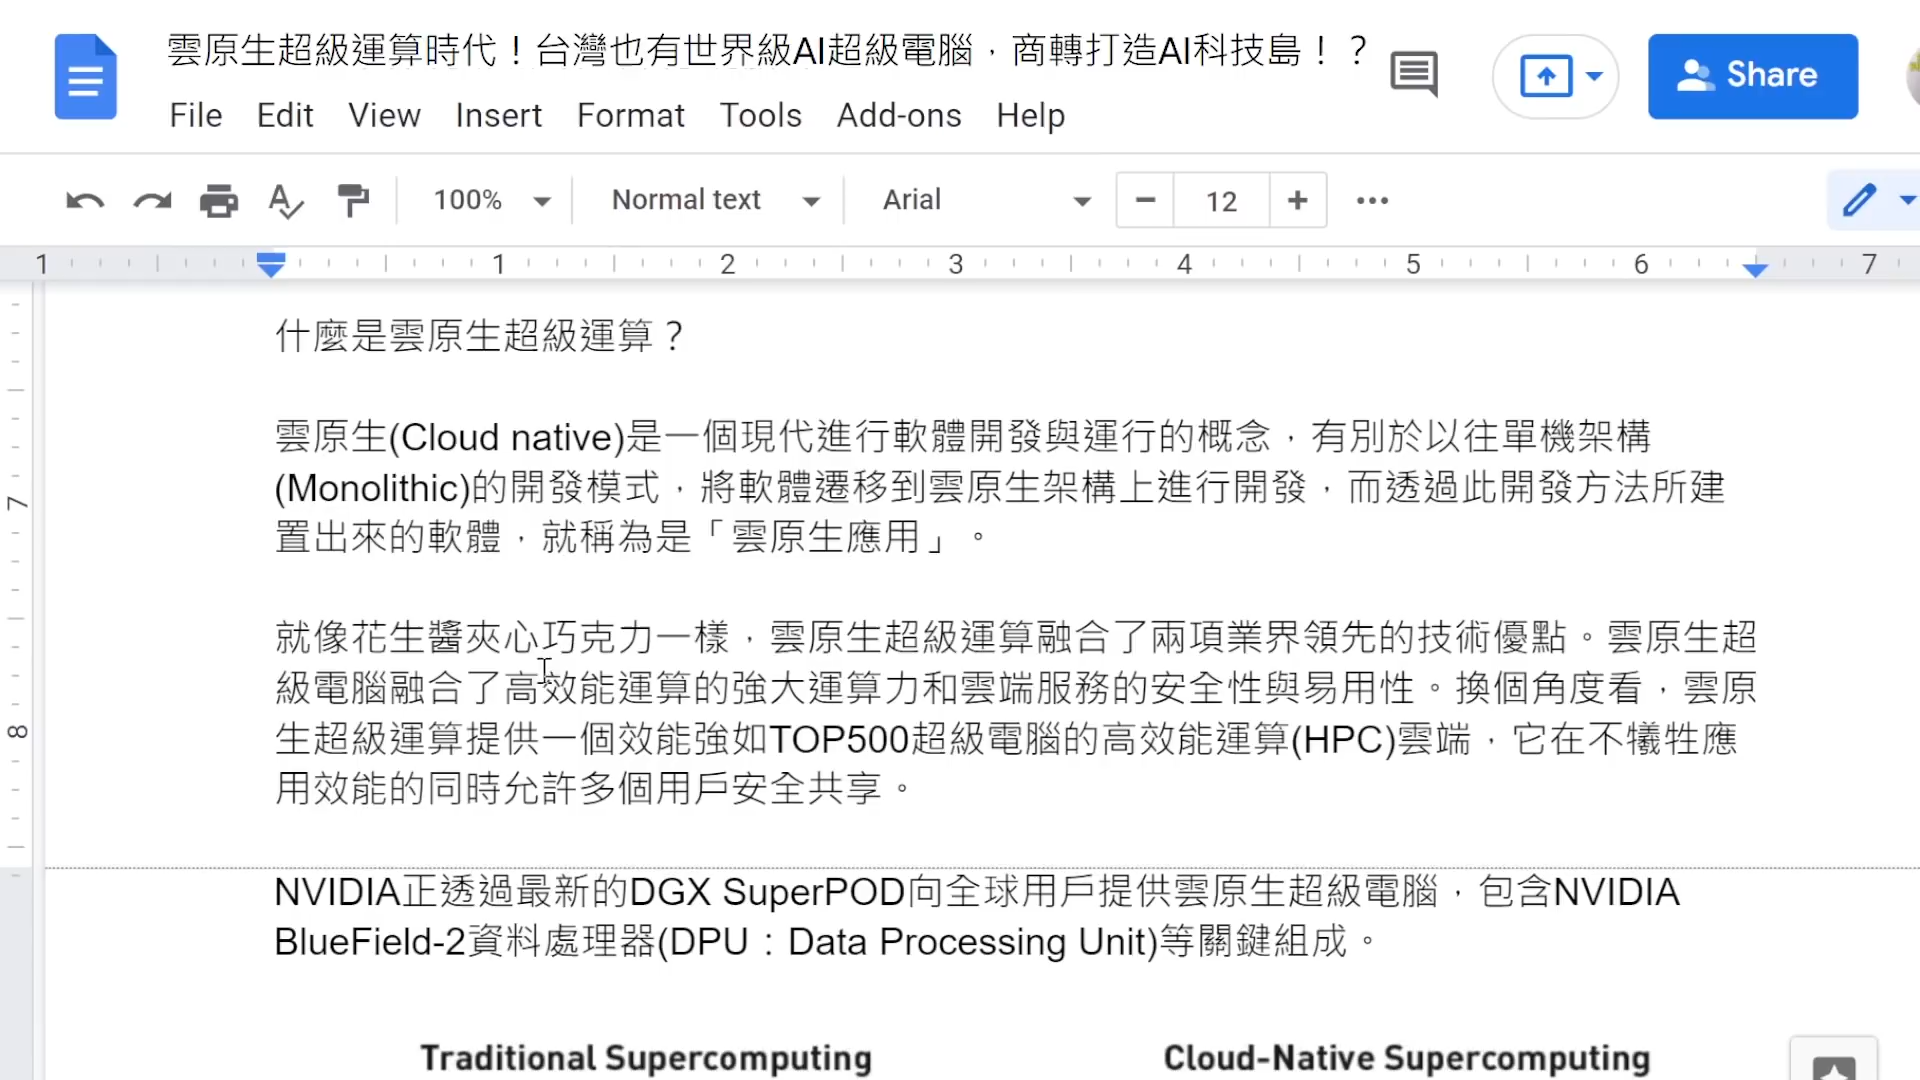 雲原生超級運算時代！台灣也有世界級AI超級電腦，商轉打造AI科技島！？
Share
File Edit View Insert Format Tools Add-ons Help
100% Normal text Arial 12
1 1 2 3 4 5 6 7
什麼是雲原生超級運算？
雲原生(Cloud native)是一個現代進行軟體開發與運行的概念，有別於以往單機架構
(Monolithic)的開發模式，將軟體遷移到雲原生架構上進行開發，而透過此開發方法所建
7
置出來的軟體，就稱為是「雲原生應用」。
就像花生醬夾心巧克力一樣，雲原生超級運算融合了兩項業界領先的技術優點。雲原生超
級電腦融合了高效能運算的強大運算力和雲端服務的安全性與易用性。換個角度看，雲原
8
生超級運算提供一個效能強如TOP500超級電腦的高效能運算(HPC)雲端，它在不犧牲應
用效能的同時允許多個用戶安全共享。
NVIDIA正透過最新的DGX SuperPOD向全球用戶提供雲原生超級電腦，包含NVIDIA
BlueField-2資料處理器(DPU：Data Processing Unit)等關鍵組成。
Traditional Supercomputing Cloud-Native Supercomputing